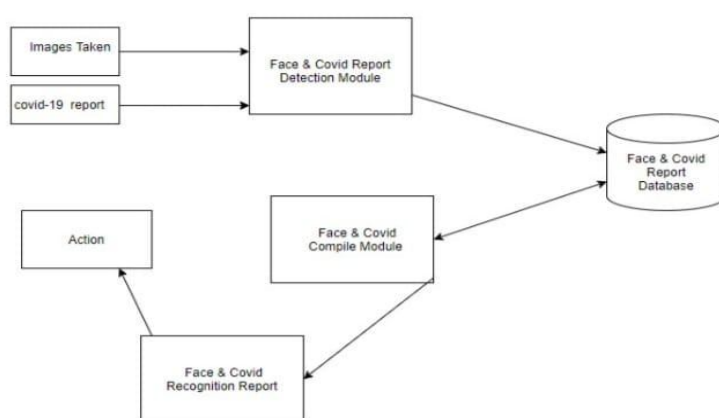 Images Taken
covid-19 report
Face & Covid Report
Detection Module
Face & Covid
Report
Database
Face & Covid
Compile Module
Action
Face & Covid
Recognition Report